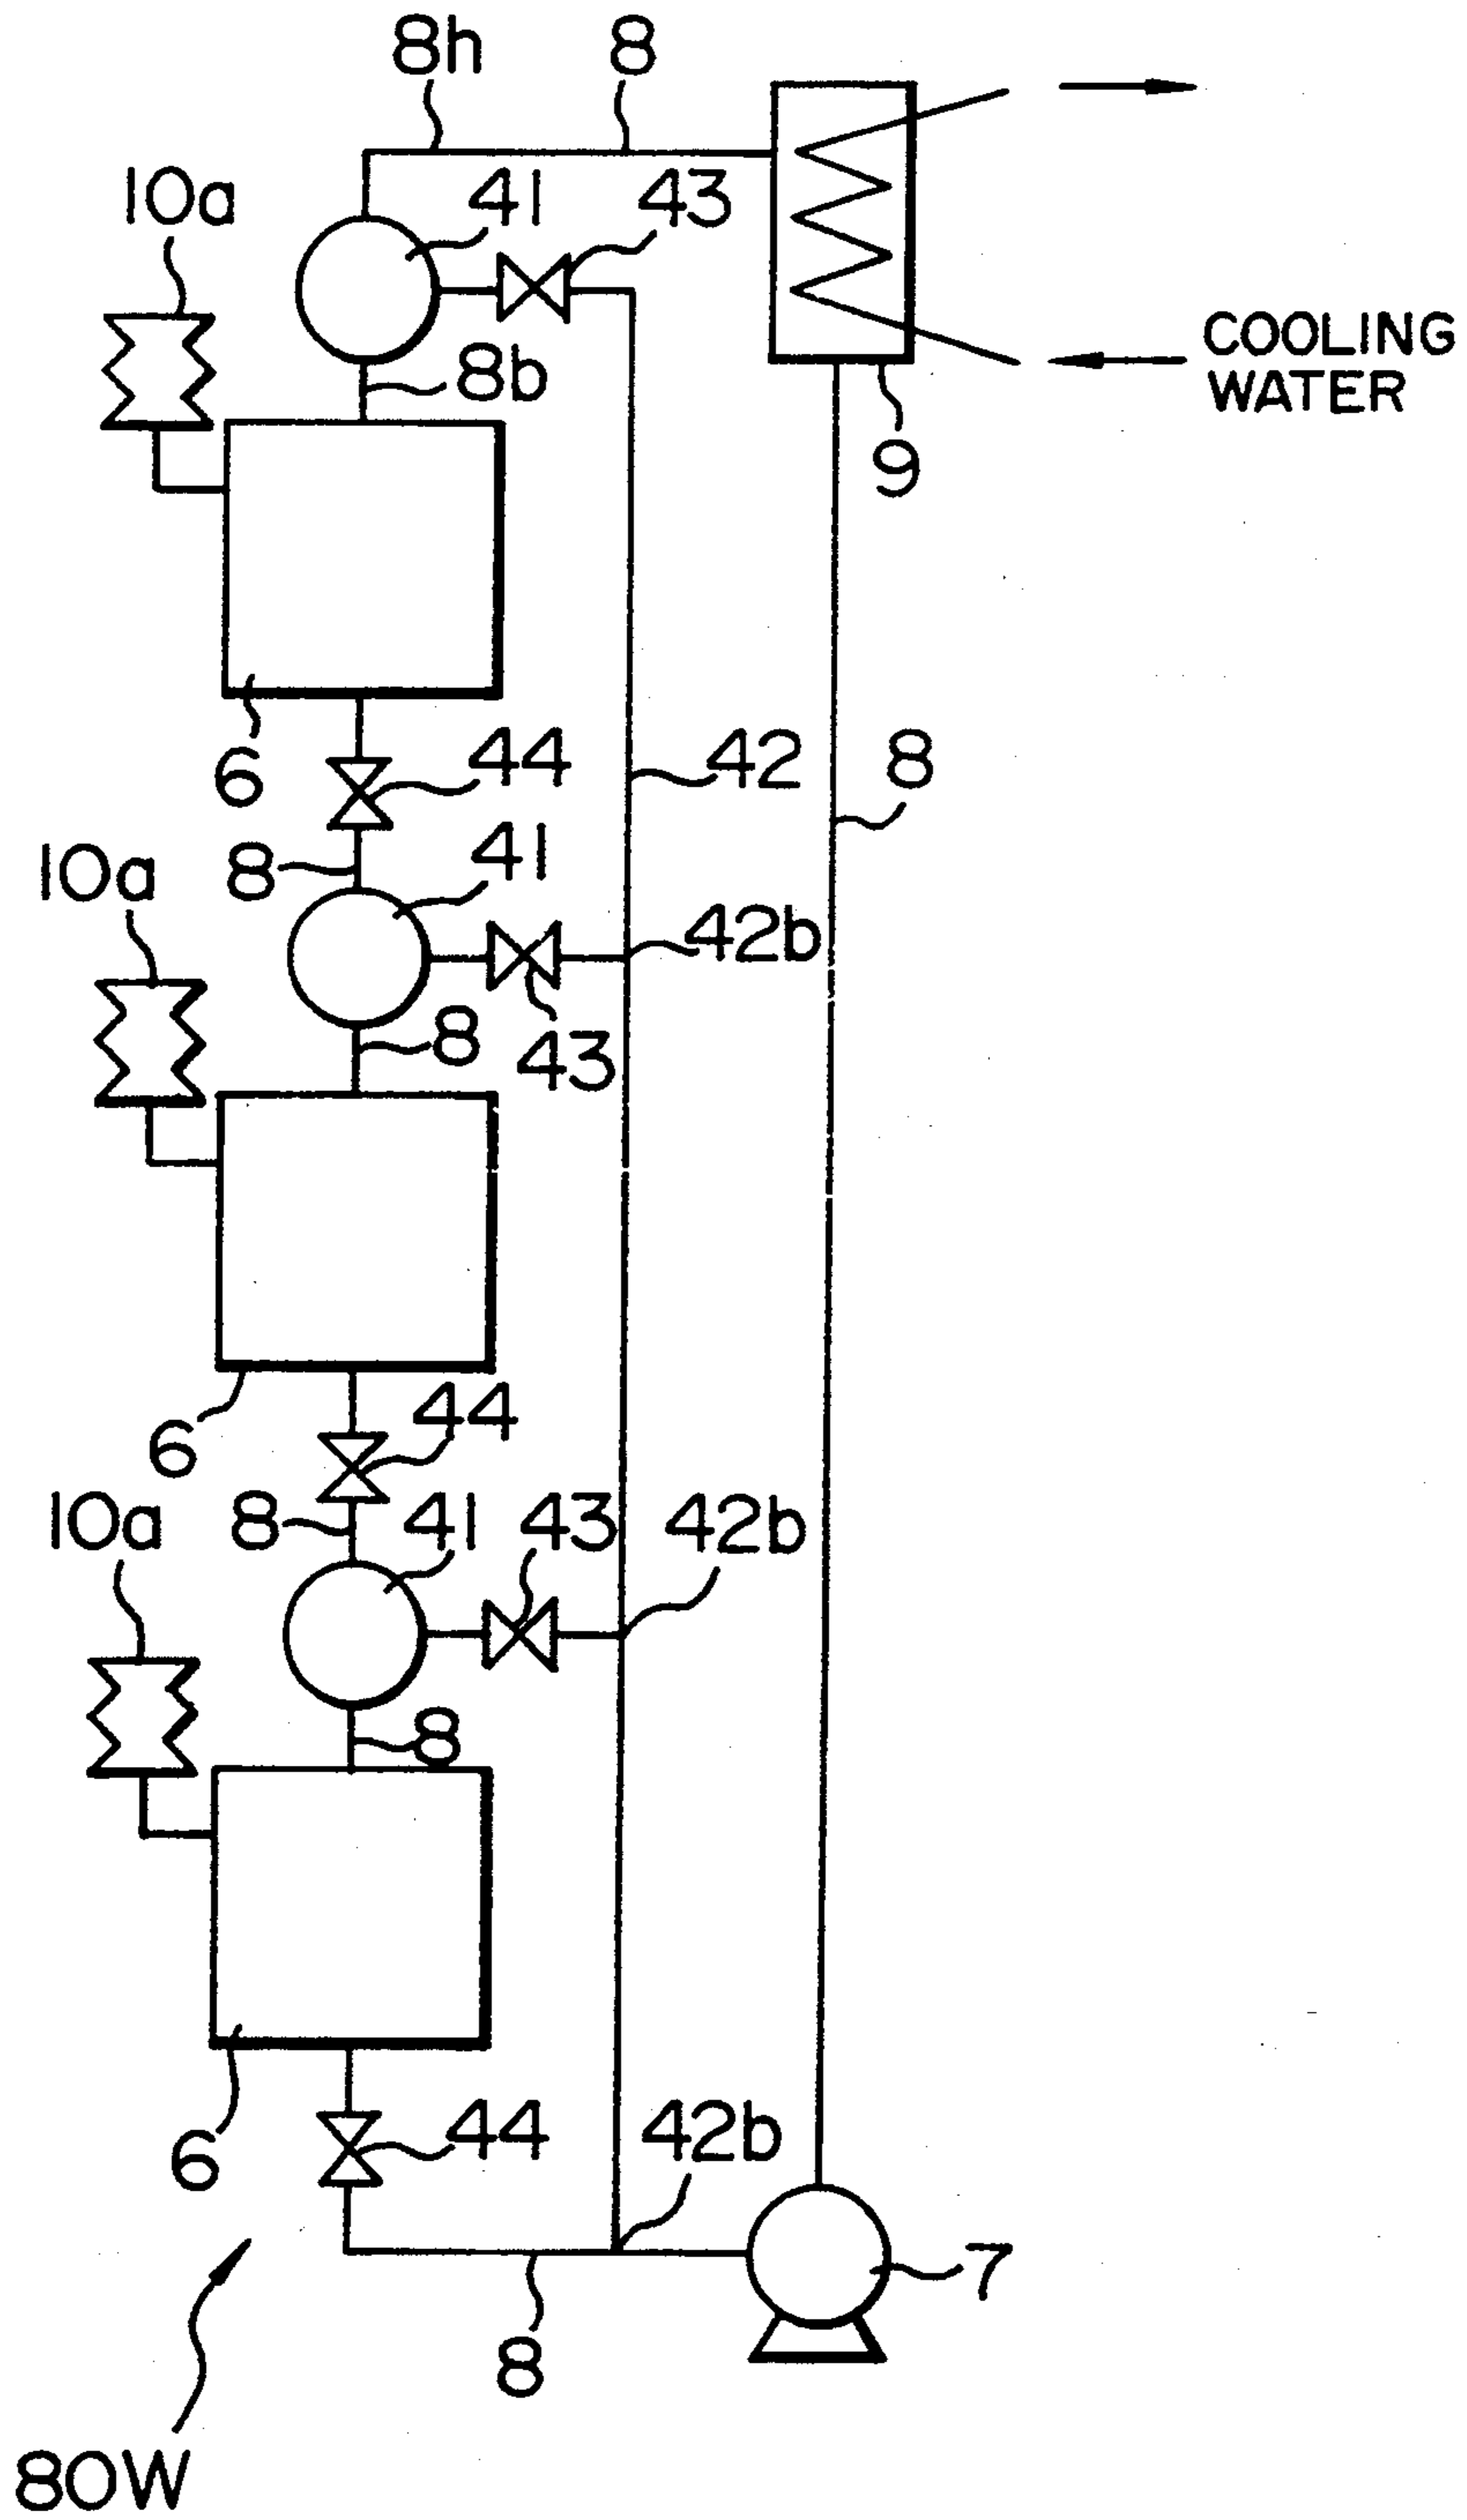 8h 8
10a 41 43
COOLING
WATER
8b
9
6 44 42 8
10a 8 41
42b
8 43
6 44
10a 8 41 43 42b
8
6 44 42b
7
8
80W